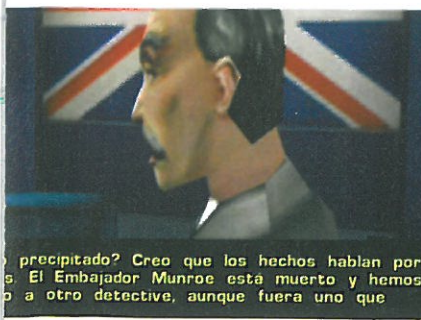 precipitado? Creo que los hechos hablan por
s. El Embajador Munroe está muerto y hemos
o a otro detective, aunque fuera uno que